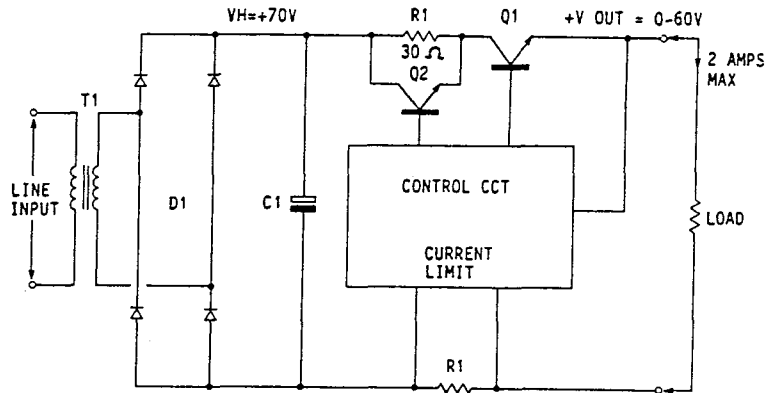 VH=+70V
R1
Q1
+V OUT = 0-60V
30 Ω
Q2
2 AMPS
MAX
T1
LINE
INPUT
D1
C1
CONTROL CCT
CURRENT
LIMIT
LOAD
R1